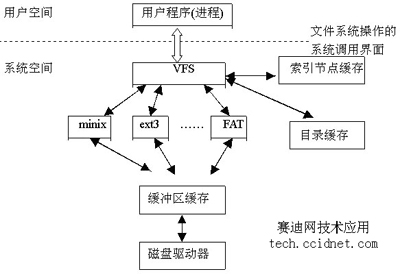 用户空间
用户程序(进程)
文件系统操作的
系统调用界面
系统空间
VFS
索引节点缓存
minix
ext3
……
FAT
目录缓存
缓冲区缓存
磁盘驱动器
赛迪网技术应用
tech.ccidnet.com